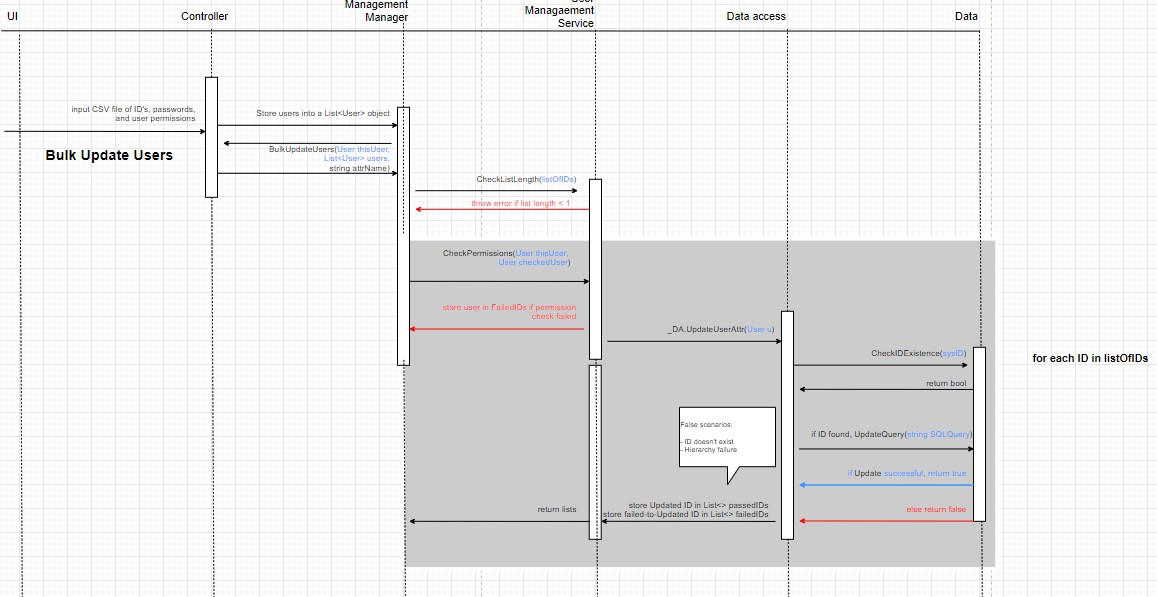 UI
Controller
Management
Manager
User
Managaement
Service
Data access
Data
input CSV file of ID's, passwords,
and user permissions
Bulk Update Users
Store users into a List<User> object
BulkUpdateUsers(User thisUser,
List<User> users,
string attrName)
CheckListLength(listOfIDs)
throw error if list length < 1
CheckPermissions(User thisUser,
User checkedUser)
store user in FailedIDs if permission
check failed
_DA.UpdateUserAttr(User u)
CheckIDExistence(sysID)
return bool
for each ID in listOfIDs
False scenarios:
- ID doesn't exist
- Hierarchy failure
if ID found, UpdateQuery(string SQLQuery)
if Update successful, return true
store Updated ID in List<> passedIDs
store failed-to-Updated ID in List<> failedIDs
return lists
else return false